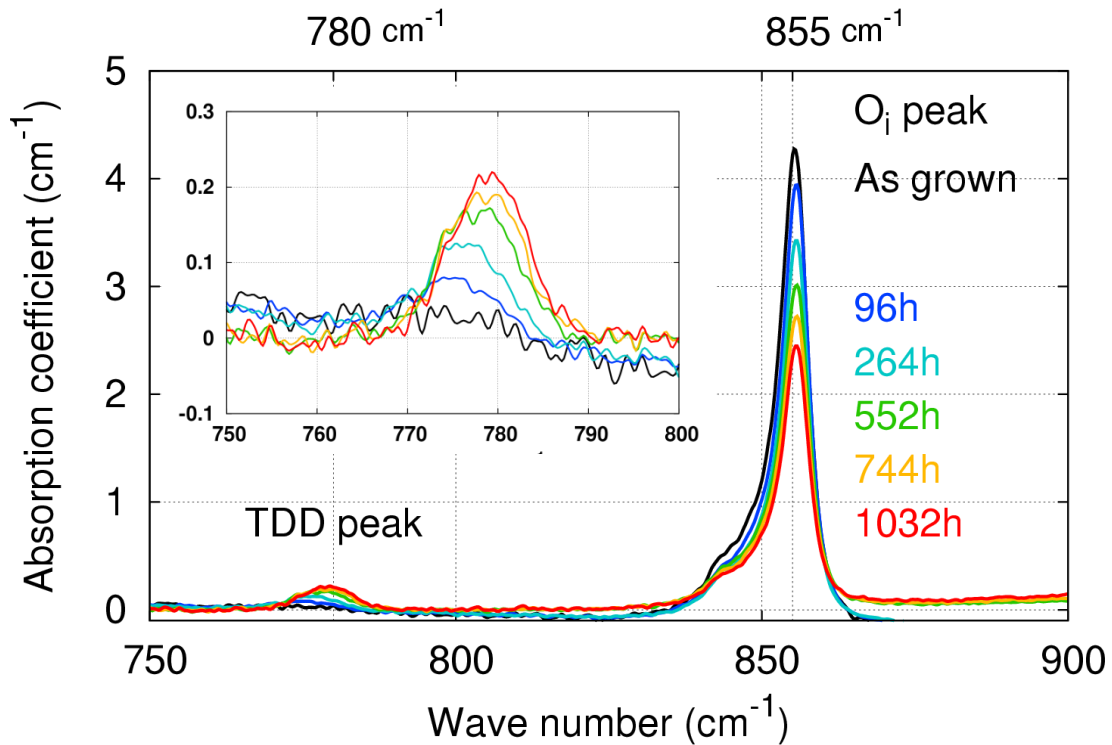 780 cm-1
855 cm-1
5
4
3
2
1
0
Absorption coefficient (cm-1)
0.3
0.2
0.1
0
-0.1
750 760 770 780 790 800
Oi peak
As grown
96h
264h
552h
744h
1032h
TDD peak
750 800 850 900
Wave number (cm-1)